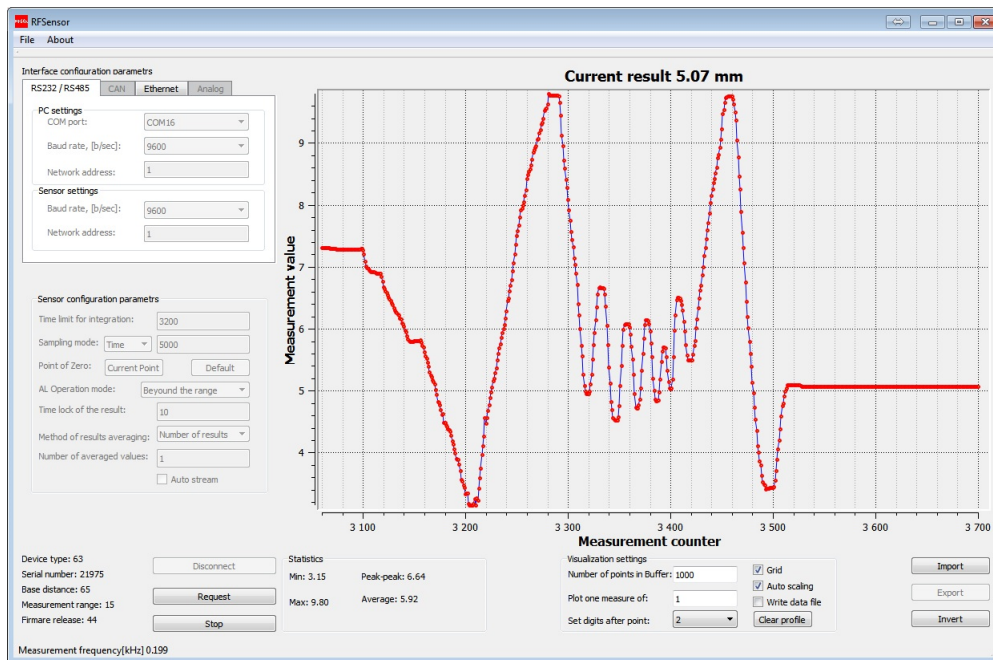 RFSensor
File About
Interface configuration parametrs
RS232 / RS485 CAN Ethernet Analog
PC settings
COM port: COM16
Baud rate, [b/sec]: 9600
Network address: 1
Sensor settings
Baud rate, [b/sec]: 9600
Network address: 1
Sensor configuration parametrs
Time limit for integration: 3200
Sampling mode: Time 5000
Point of Zero: Current Point Default
AL Operation mode: Beyound the range
Time lock of the result: 10
Method of results averaging: Number of results
Number of averaged values: 1
Auto stream
Current result 5.07 mm
Measurement value
9
8
7
6
5
4
3 100 3 200 3 300 3 400 3 500 3 600 3 700
Measurement counter
Device type: 63
Serial number: 21975
Base distance: 65
Measurement range: 15
Firmare release: 44
Disconnect
Request
Stop
Statistics
Min: 3.15 Peak-peak: 6.64
Max: 9.80 Average: 5.92
Visualization settings
Number of points in Buffer: 1000
Plot one measure of: 1
Set digits after point: 2
Grid
Auto scaling
Write data file
Clear profile
Import
Export
Invert
Measurement frequency[kHz] 0.199